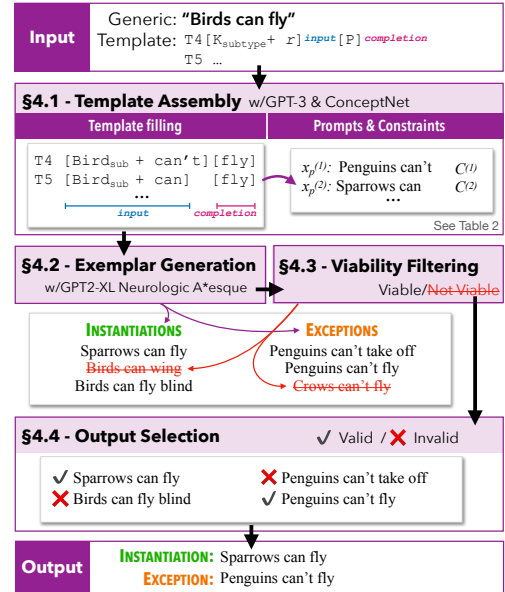 Input
Generic: “Birds can fly”
Template: T4[Ksubtype+ r]input[P]completion
T5 …
§4.1 - Template Assembly w/GPT-3 & ConceptNet
Template filling
Prompts & Constraints
T4 [Birdsub + can't][fly]
T5 [Birdsub + can] [fly]
…
input completion
xp(1): Penguins can't C(1)
xp(2): Sparrows can C(2)
…
See Table 2
§4.2 - Exemplar Generation
w/GPT2-XL Neurologic A*esque
§4.3 - Viability Filtering
Viable/Not Viable
INSTANTIATIONS
Sparrows can fly
Birds can wing
Birds can fly blind
EXCEPTIONS
Penguins can't take off
Penguins can't fly
Crows can't fly
§4.4 - Output Selection
✓ Valid / ✗ Invalid
✓ Sparrows can fly
✗ Birds can fly blind
✗ Penguins can't take off
✓ Penguins can't fly
Output
INSTANTIATION: Sparrows can fly
EXCEPTION: Penguins can't fly